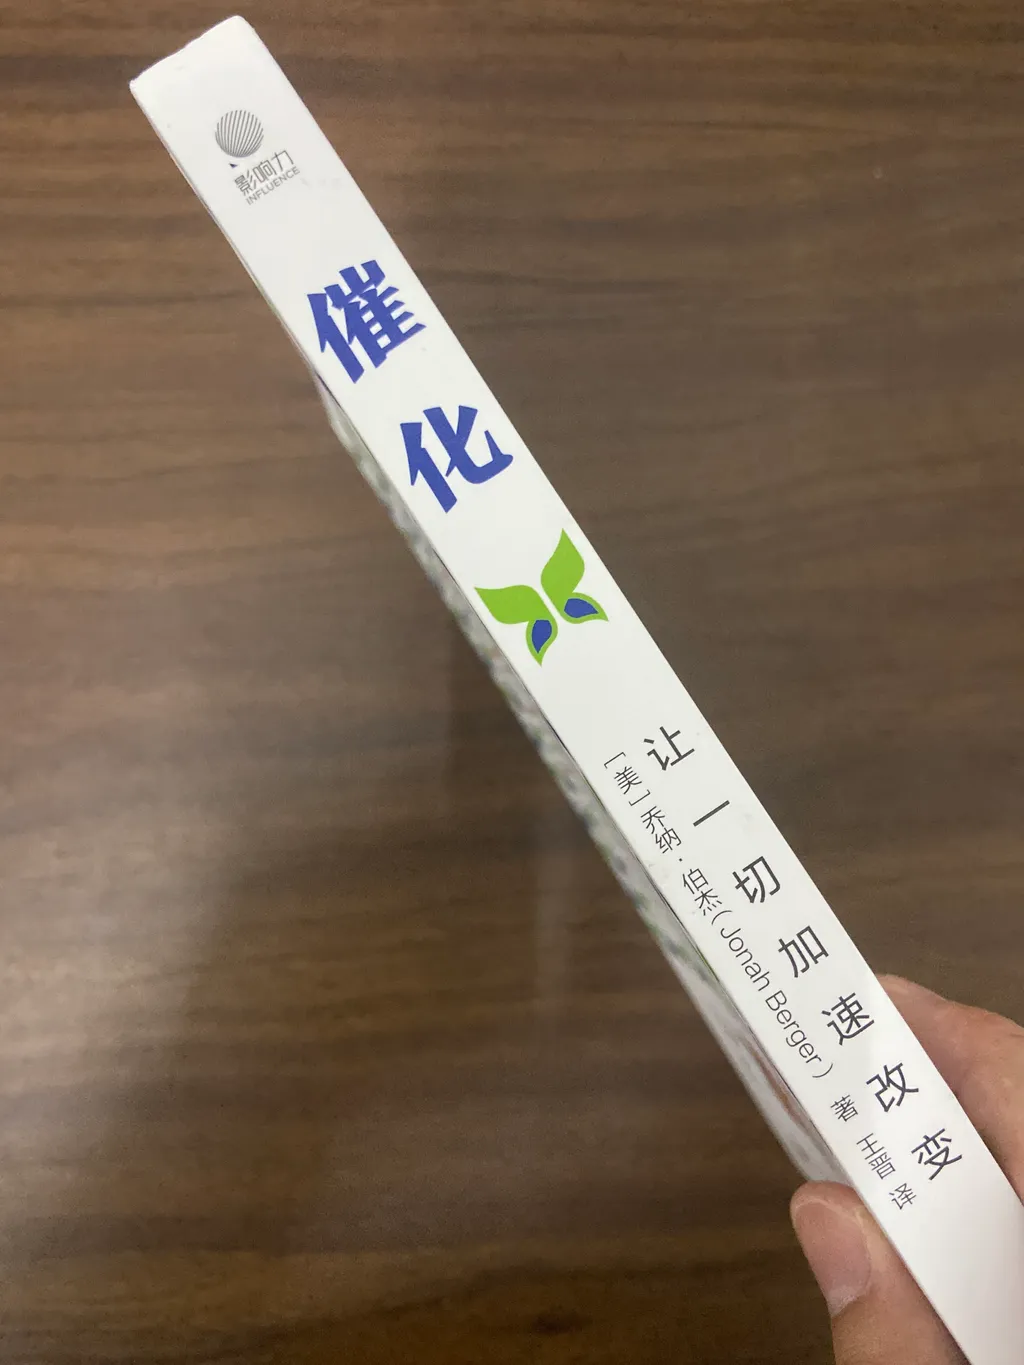 影响力
INFLUENCE
催化
让一切加速改变
[美]乔纳·伯杰(Jonah Berger) 著
王晋 译